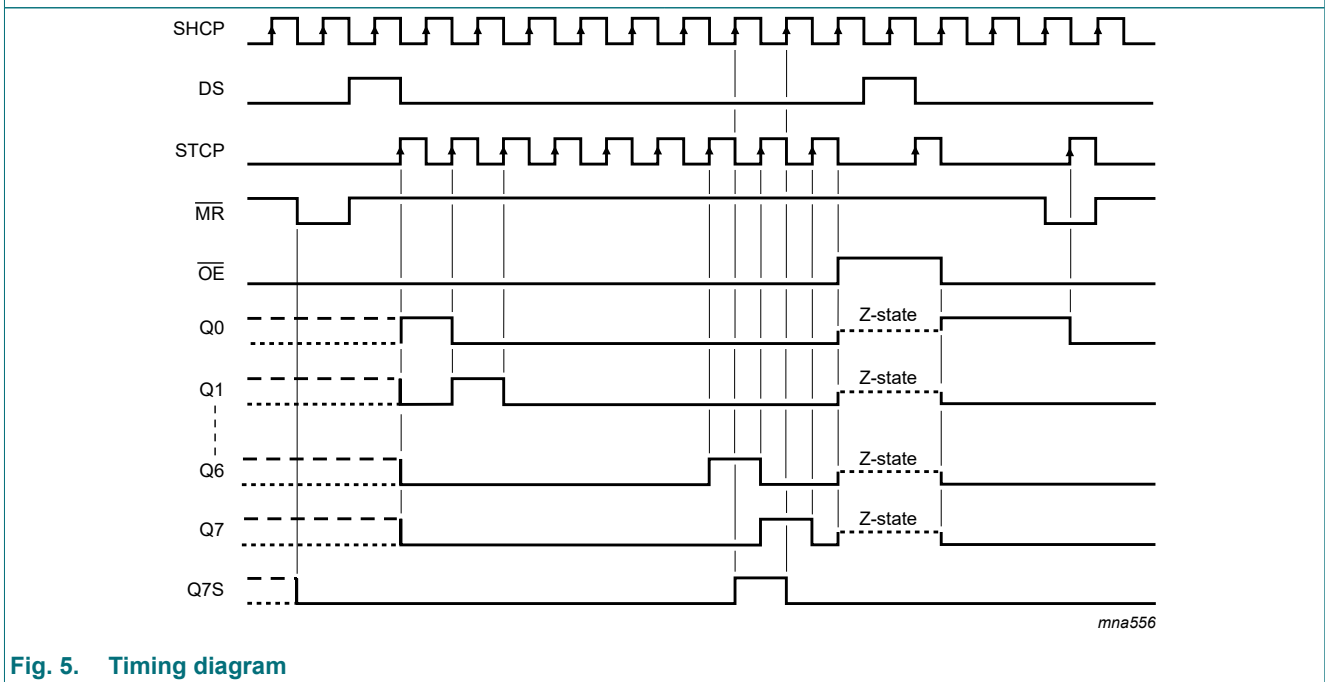 SHCP
DS
STCP
MR
OE
Z-state
Q0
Z-state
Q1
Z-state
Q6
Z-state
Q7
Q7S
mna556
Fig. 5. Timing diagram